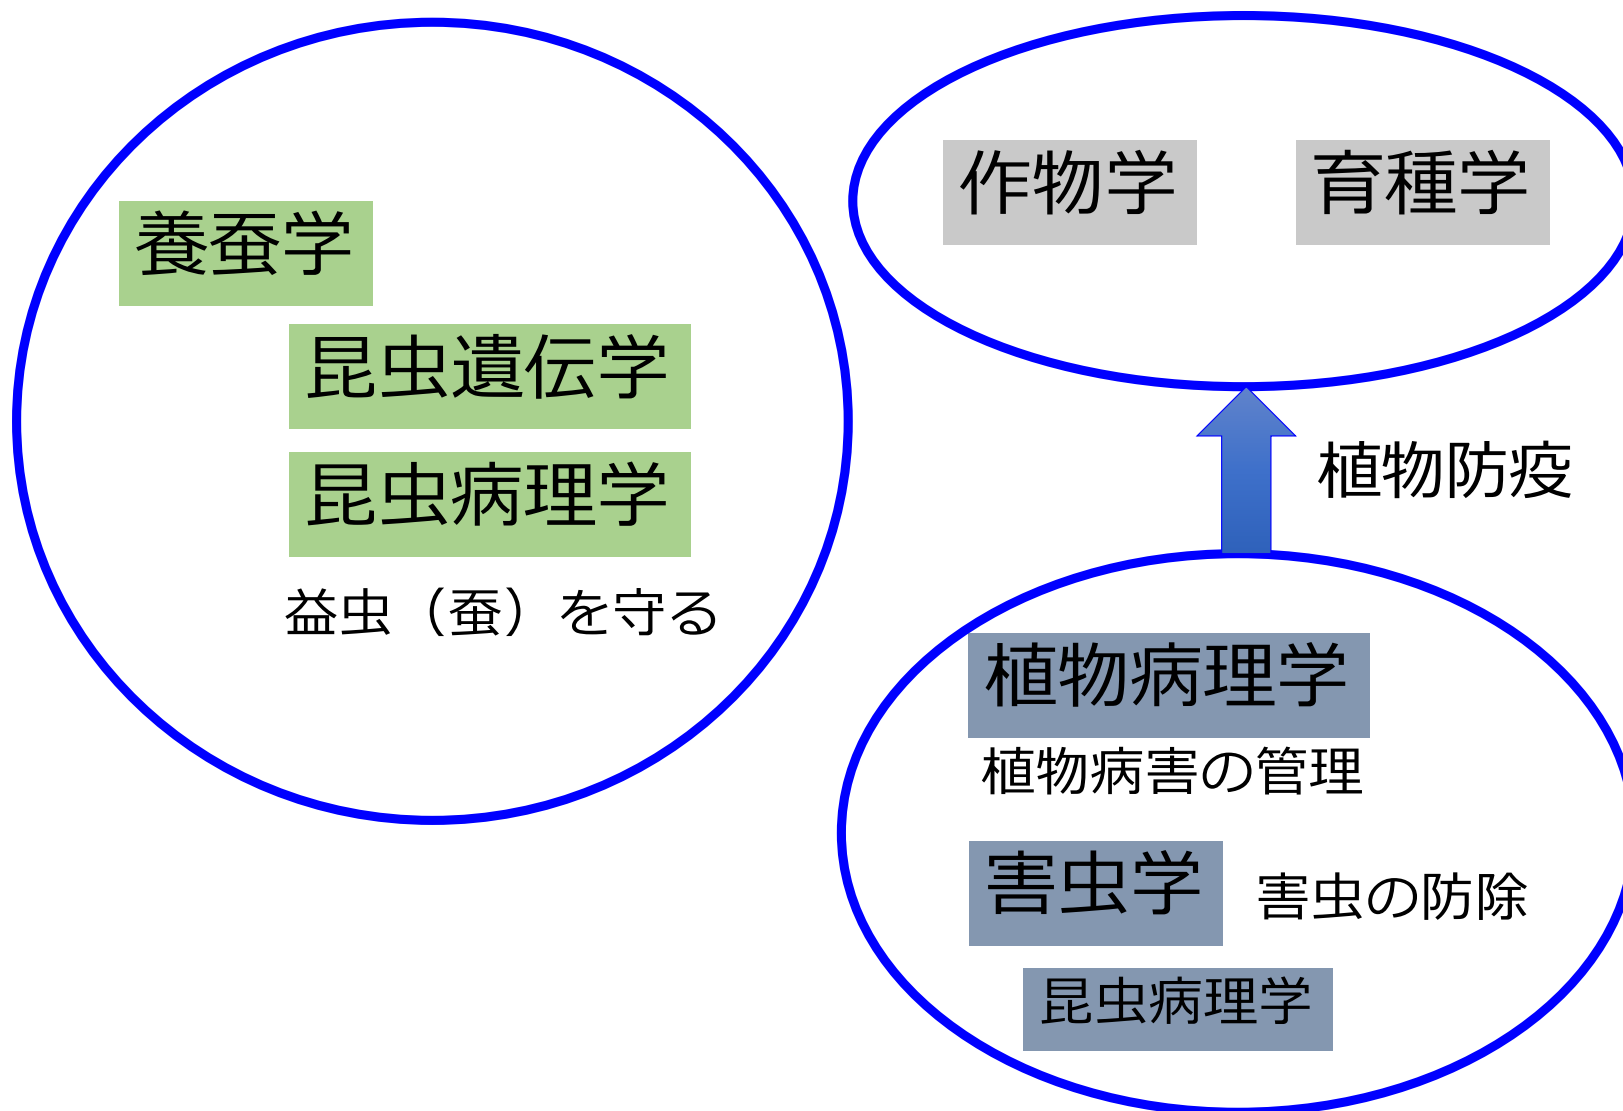 養蚕学
昆虫遺伝学
昆虫病理学
益虫（蚕）を守る
作物学
育種学
植物防疫
植物病理学
植物病害の管理
害虫学
害虫の防除
昆虫病理学